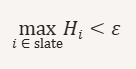 max H_i < ε
i ∈ slate